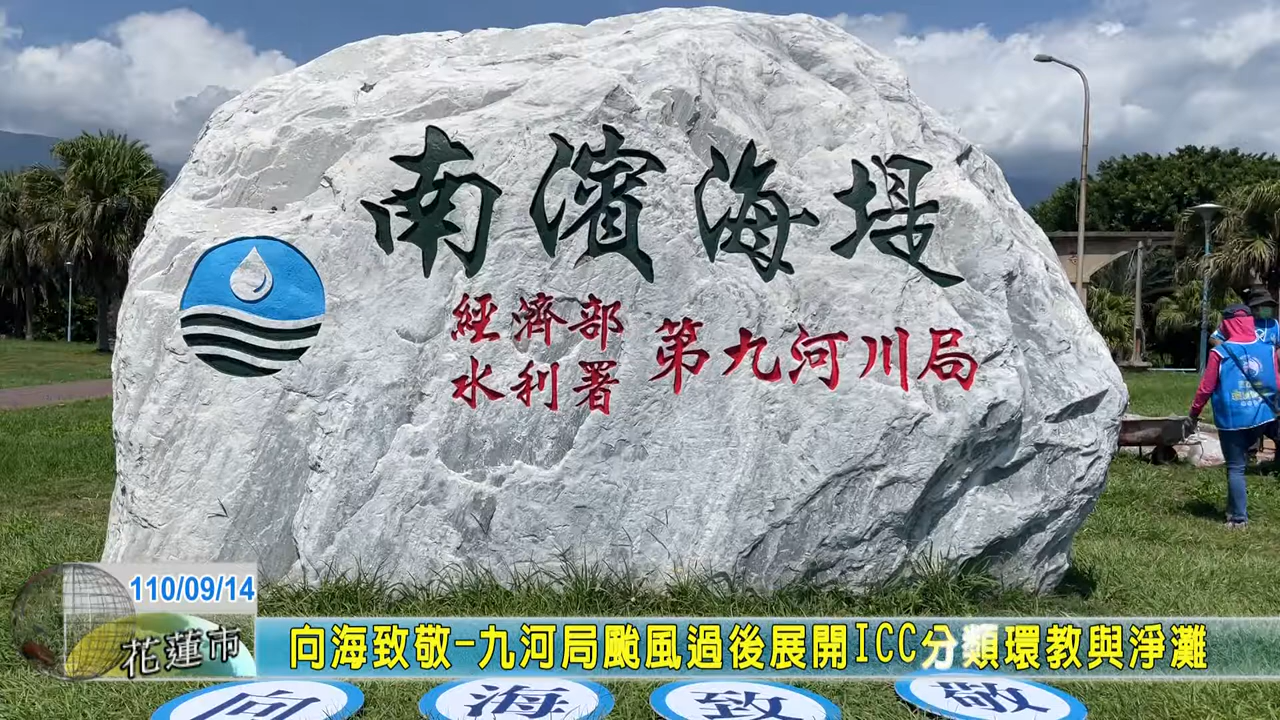 南濱海堤
經濟部
水利署
第九河川局
110/09/14
花蓮市
向海致敬-九河局颱風過後展開ICC分類環教與淨灘
向海致敬